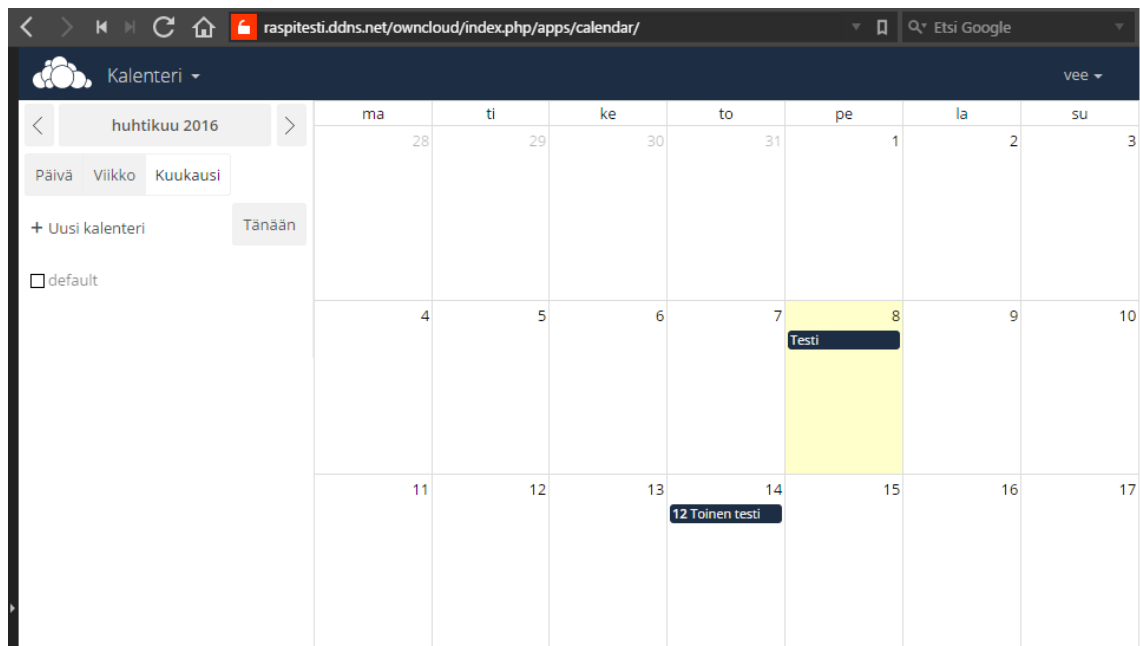 raspitesti.ddns.net/owncloud/index.php/apps/calendar/ Etsi Google
Kalenteri vee
huhtikuu 2016
Päivä Viikko Kuukausi
+ Uusi kalenteri Tänään
default
ma ti ke to pe la su
28 29 30 31 1 2 3
4 5 6 7 8 9 10
Testi
11 12 13 14 15 16 17
12 Toinen testi